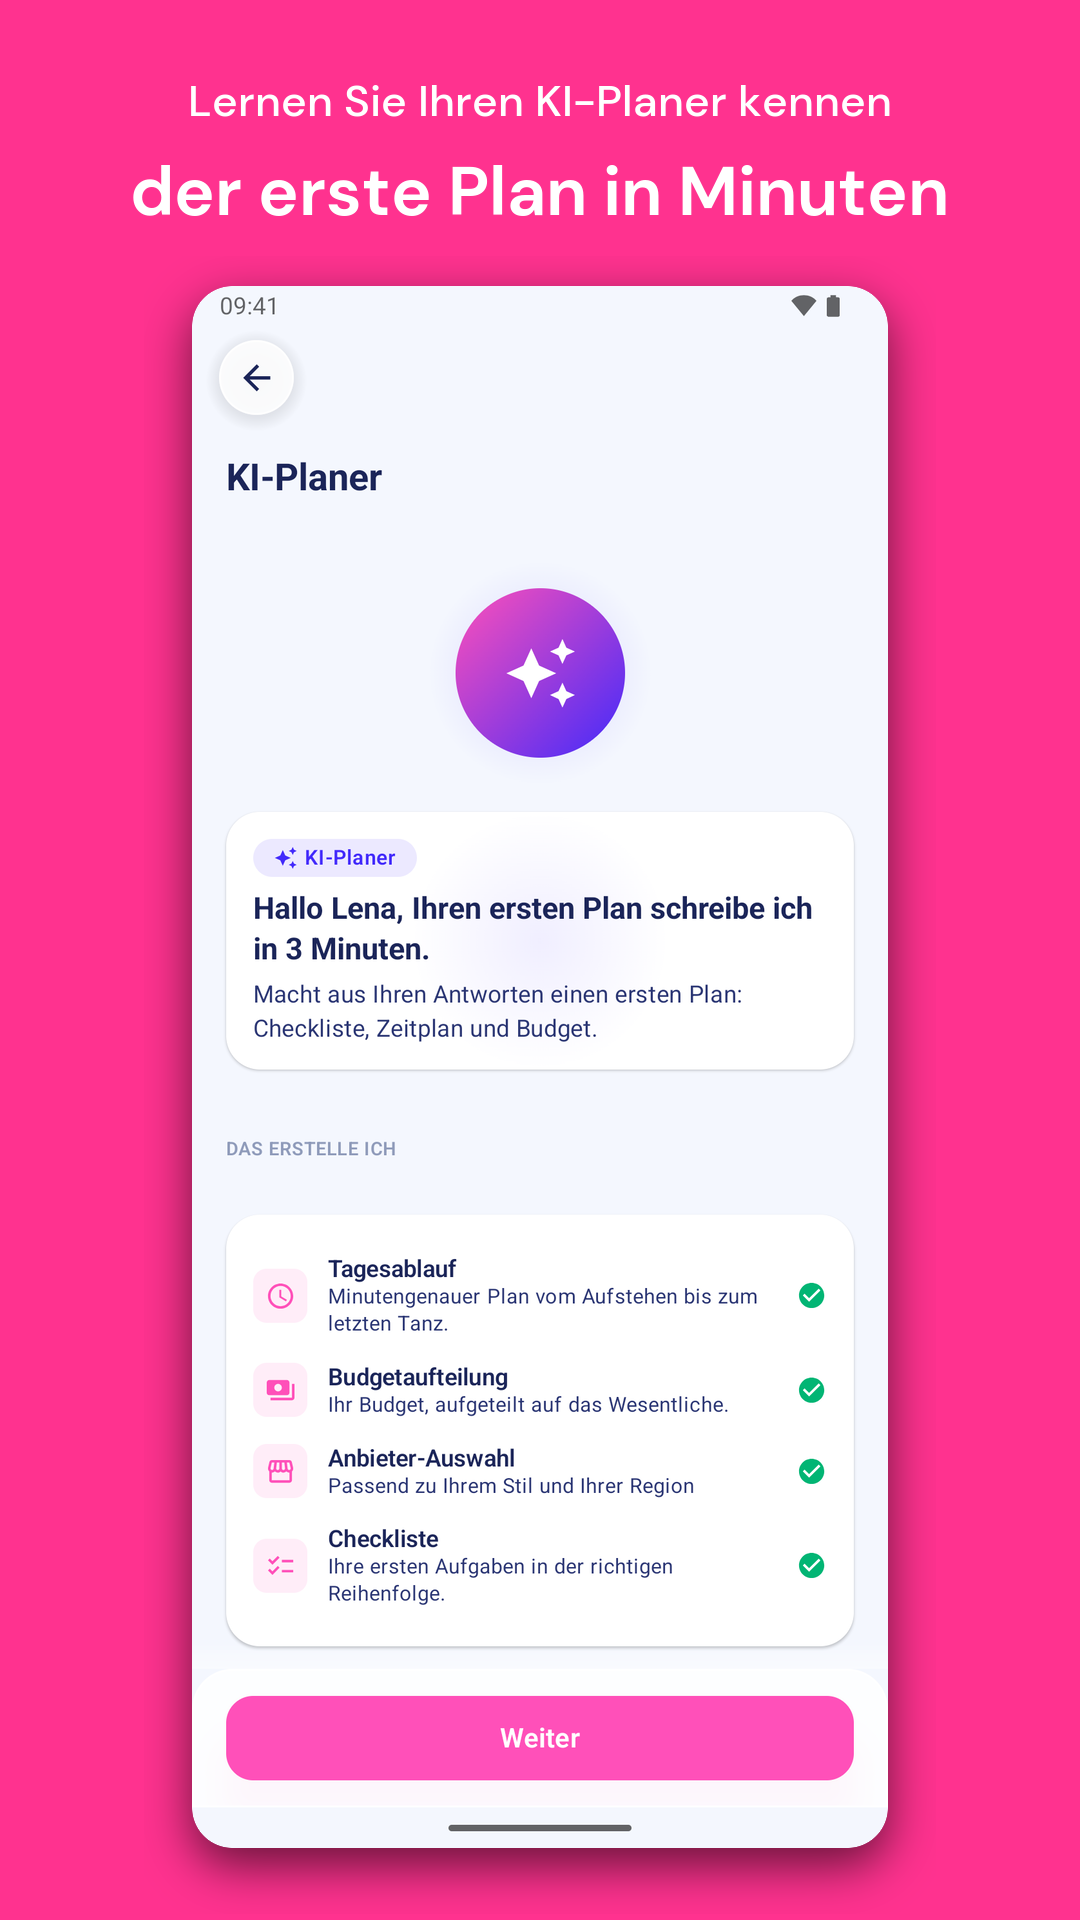 Lernen Sie Ihren KI-Planer kennen
der erste Plan in Minuten
09:41
KI-Planer
KI-Planer
Hallo Lena, Ihren ersten Plan schreibe ich
in 3 Minuten.
Macht aus Ihren Antworten einen ersten Plan:
Checkliste, Zeitplan und Budget.
DAS ERSTELLE ICH
Tagesablauf
Minutengenauer Plan vom Aufstehen bis zum
letzten Tanz.
Budgetaufteilung
Ihr Budget, aufgeteilt auf das Wesentliche.
Anbieter-Auswahl
Passend zu Ihrem Stil und Ihrer Region
Checkliste
Ihre ersten Aufgaben in der richtigen
Reihenfolge.
Weiter